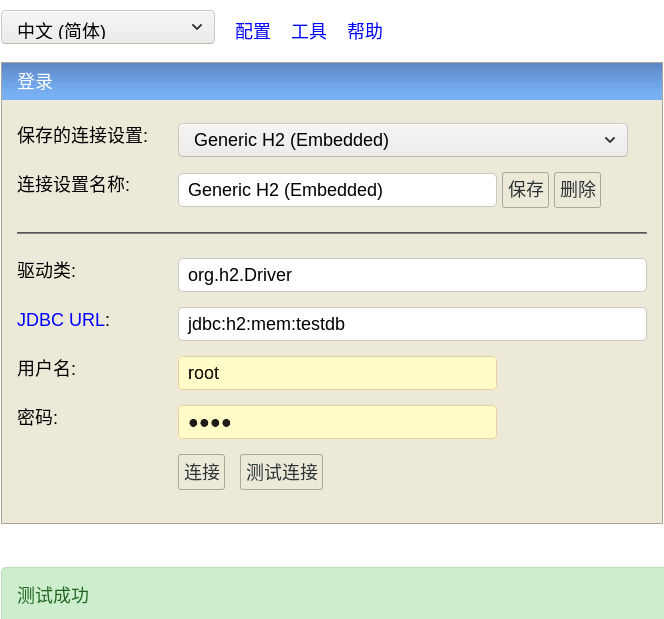 中文 (简体) 配置 工具 帮助
登录
保存的连接设置: Generic H2 (Embedded)
连接设置名称: Generic H2 (Embedded) 保存 删除
驱动类: org.h2.Driver
JDBC URL: jdbc:h2:mem:testdb
用户名: root
密码: ●●●●
连接 测试连接
测试成功